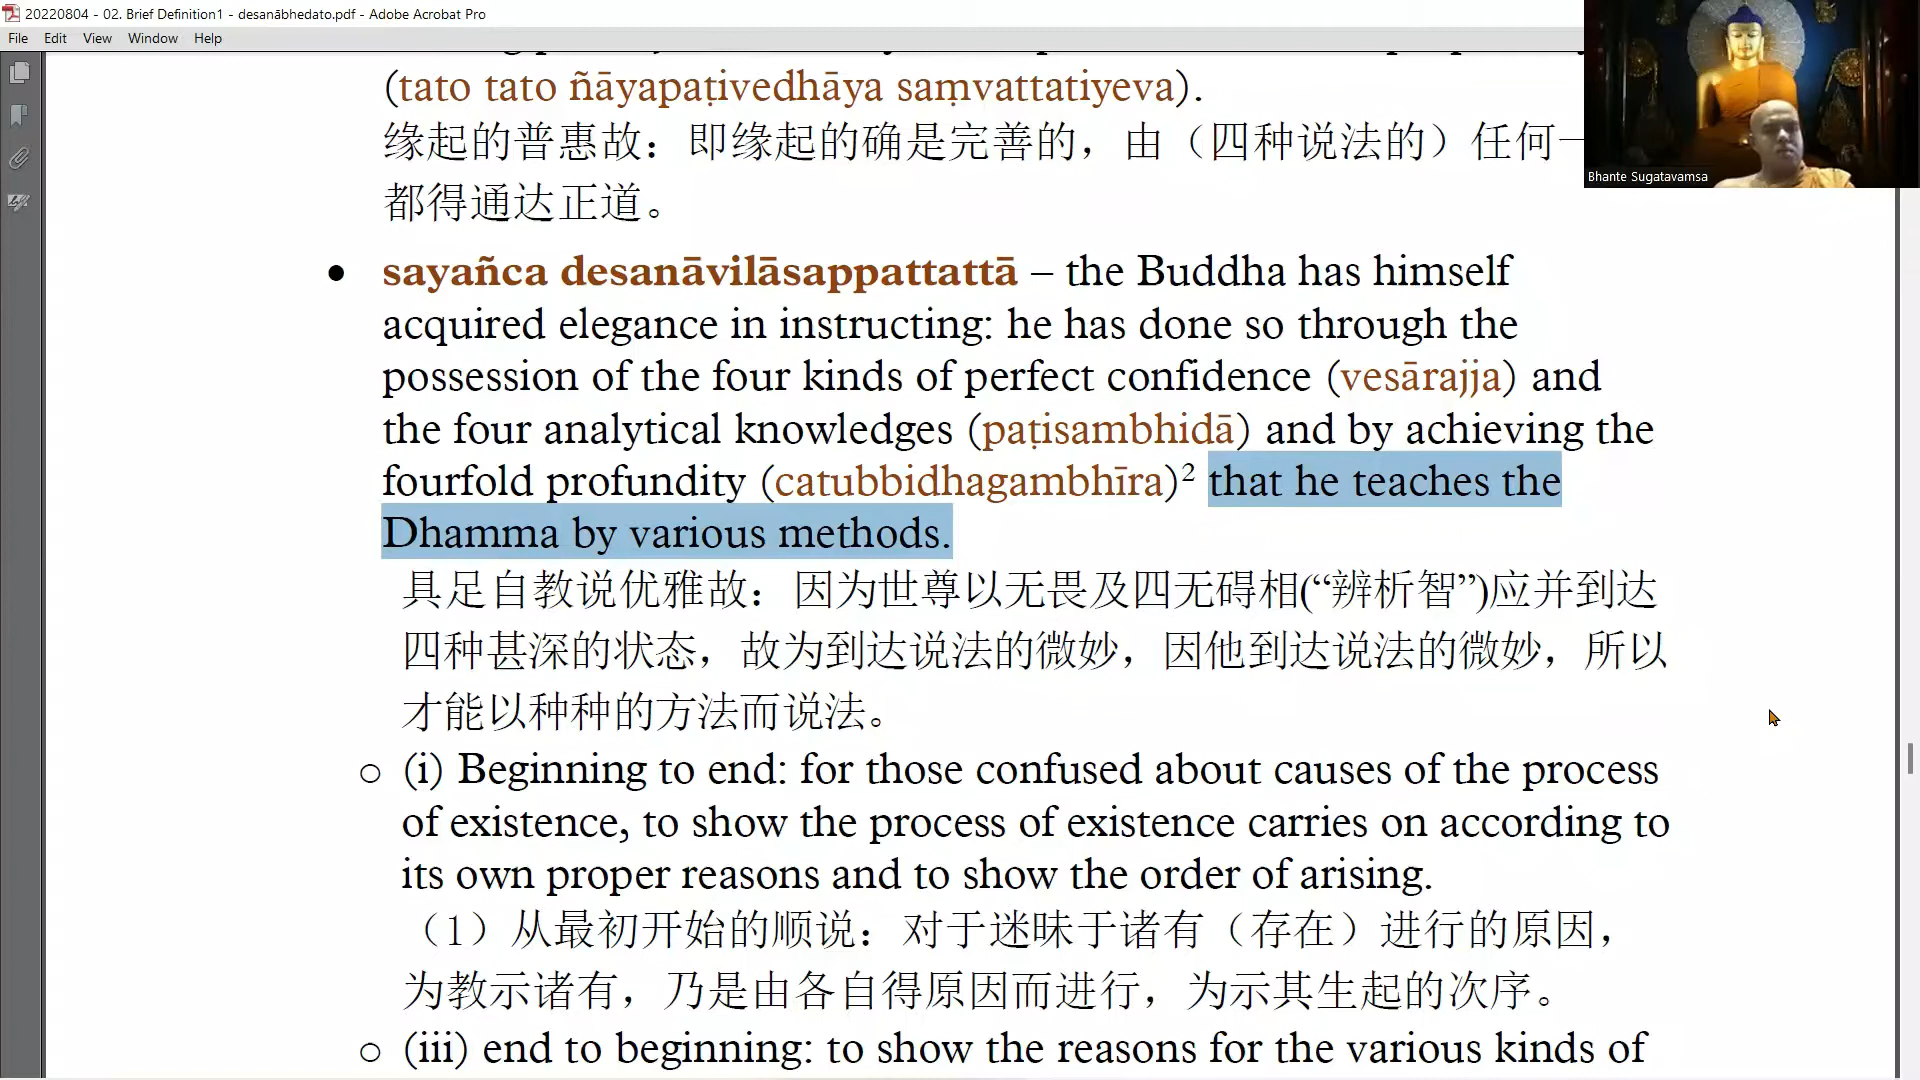 20220804 - 02. Brief Definition1 - desanābhedato.pdf - Adobe Acrobat Pro
File Edit View Window Help
(tato tato ñāyapaṭivedhāya saṃvattatiyeva).
缘起的普惠故：即缘起的确是完善的，由（四种说法的）任何一
都得通达正道。
Bhante Sugatavamsa
• sayañca desanāvilāsappattattā – the Buddha has himself
acquired elegance in instructing: he has done so through the
possession of the four kinds of perfect confidence (vesārajja) and
the four analytical knowledges (paṭisambhidā) and by achieving the
fourfold profundity (catubbidhagambhīra)2 that he teaches the
Dhamma by various methods.
具足自教说优雅故：因为世尊以无畏及四无碍相(“辨析智”)应并到达
四种甚深的状态，故为到达说法的微妙，因他到达说法的微妙，所以
才能以种种的方法而说法。
o (i) Beginning to end: for those confused about causes of the process
of existence, to show the process of existence carries on according to
its own proper reasons and to show the order of arising.
（1）从最初开始的顺说：对于迷昧于诸有（存在）进行的原因，
为教示诸有，乃是由各自得原因而进行，为示其生起的次序。
o (iii) end to beginning: to show the reasons for the various kinds of